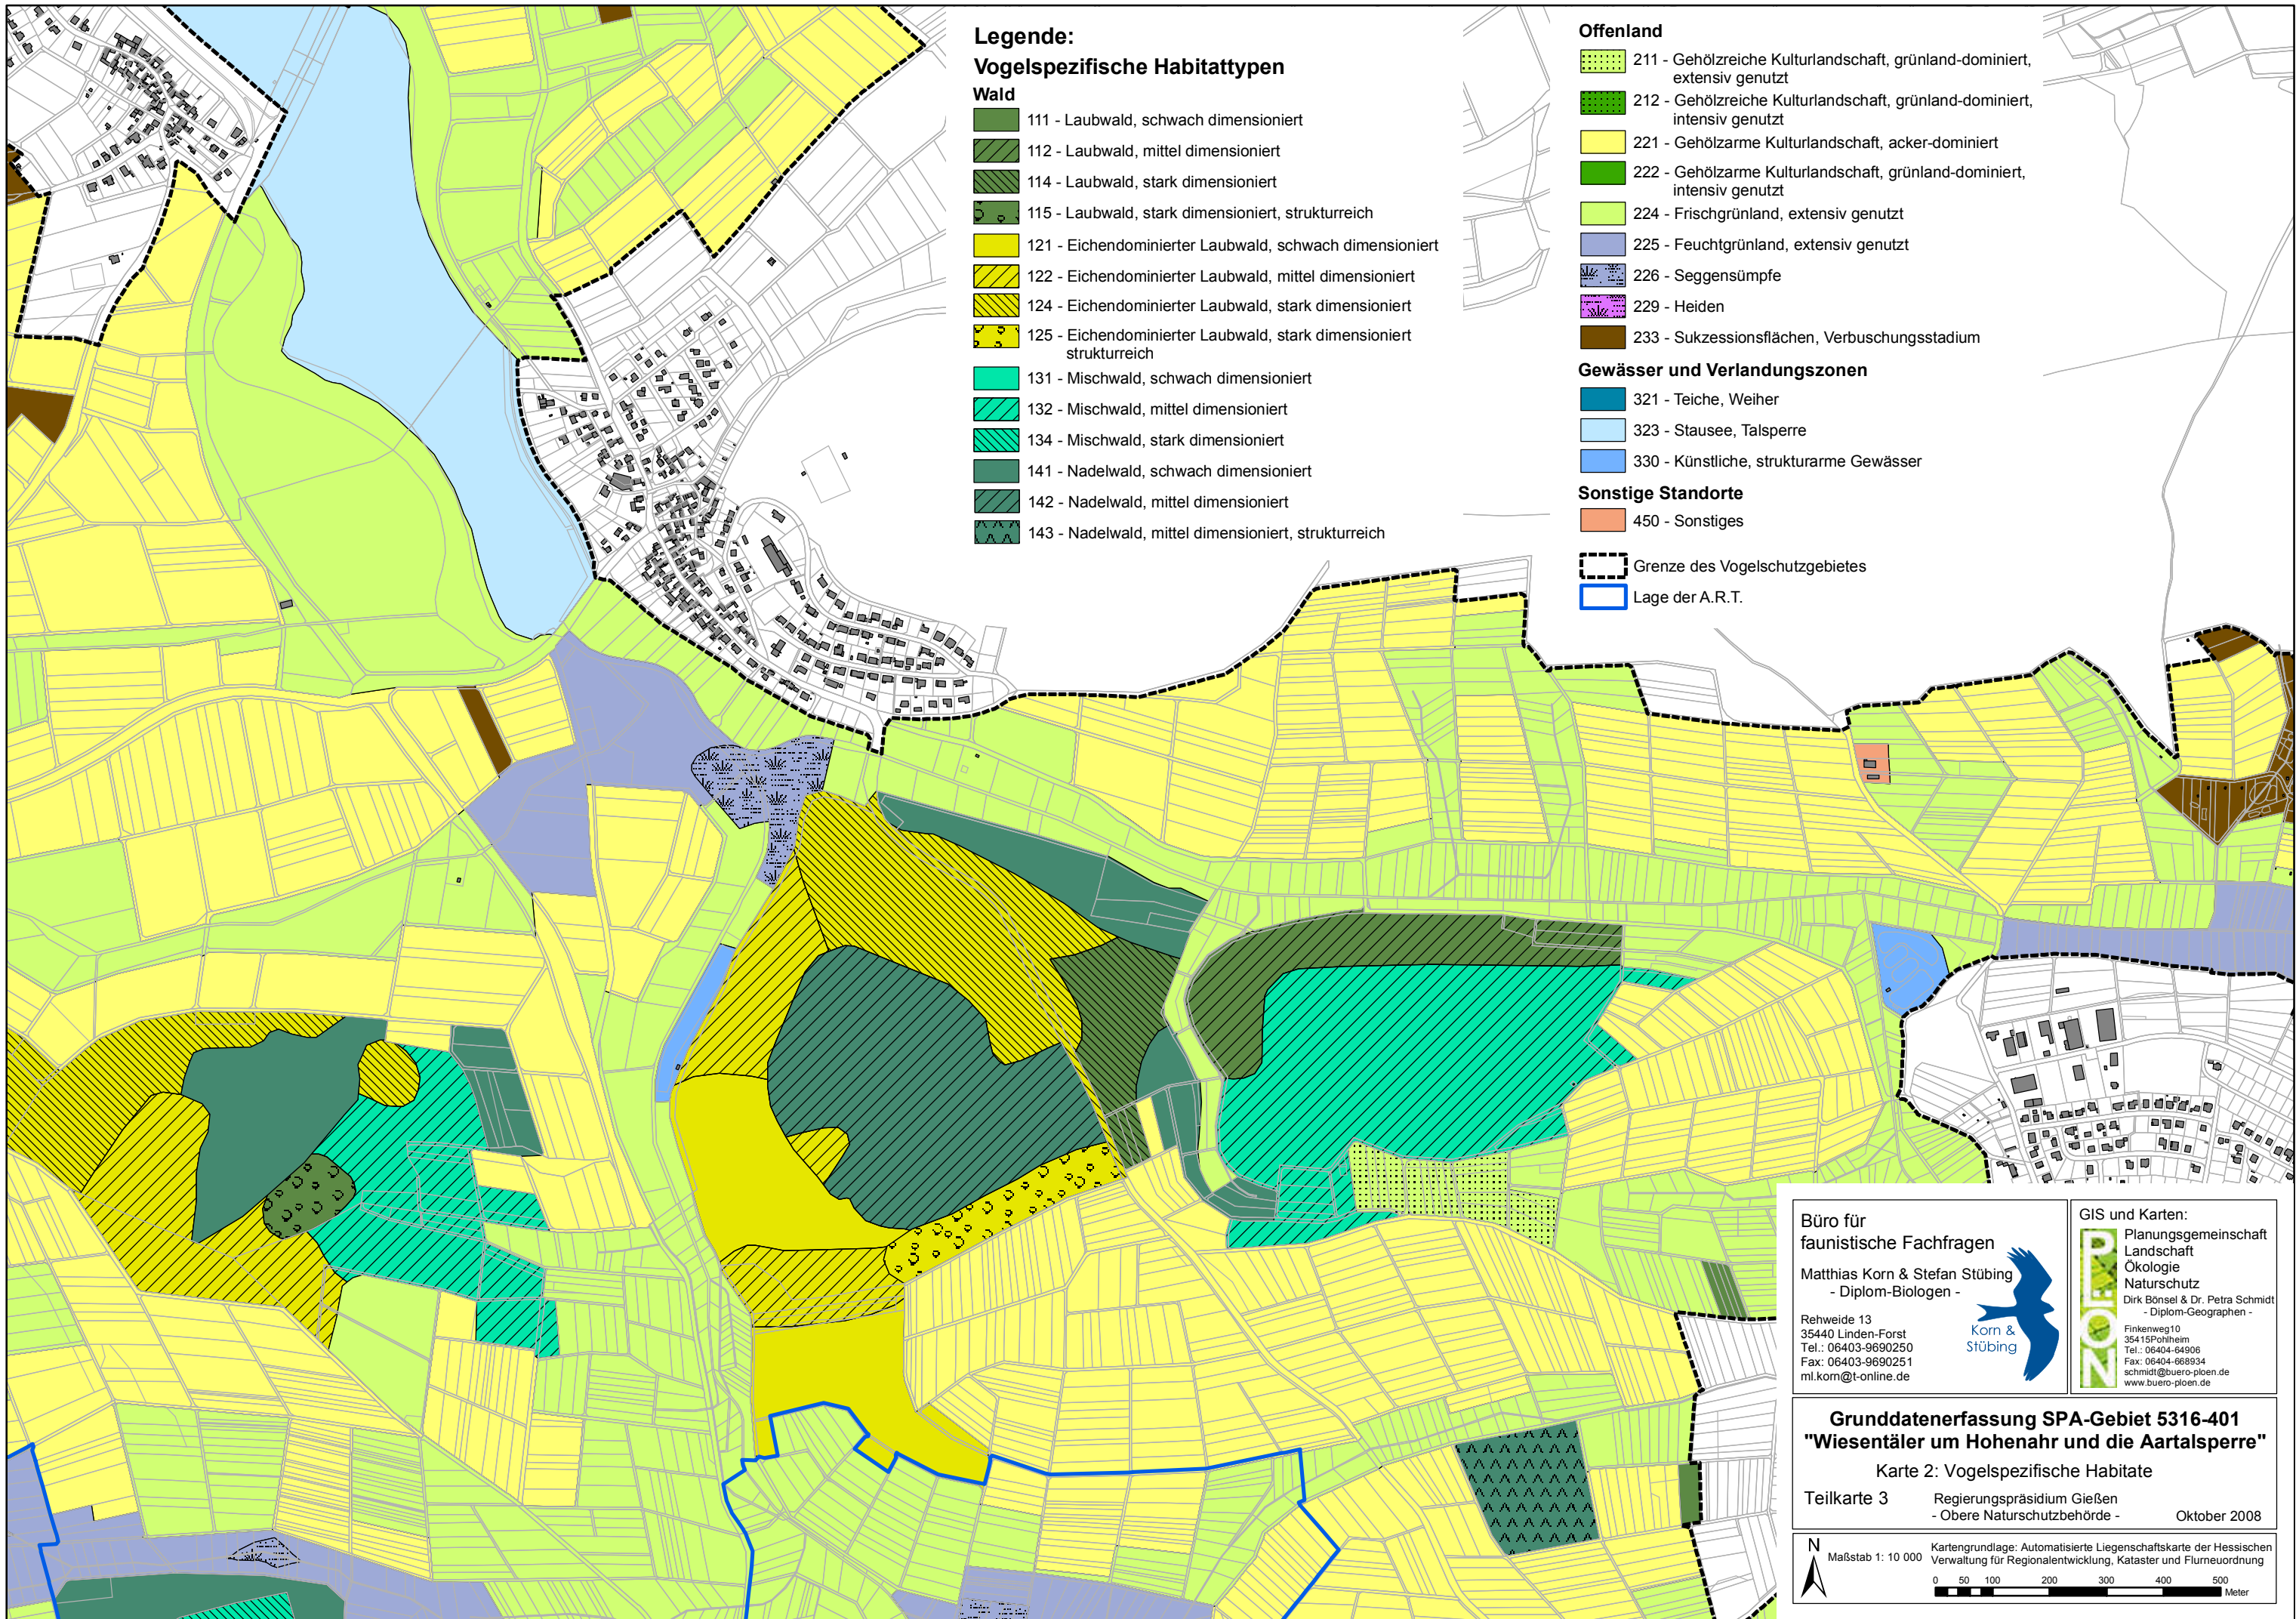 Legende:
Vogelspezifische Habitattypen
Wald
111 - Laubwald, schwach dimensioniert
112 - Laubwald, mittel dimensioniert
114 - Laubwald, stark dimensioniert
115 - Laubwald, stark dimensioniert, strukturreich
121 - Eichendominierter Laubwald, schwach dimensioniert
122 - Eichendominierter Laubwald, mittel dimensioniert
124 - Eichendominierter Laubwald, stark dimensioniert
125 - Eichendominierter Laubwald, stark dimensioniert
strukturreich
131 - Mischwald, schwach dimensioniert
132 - Mischwald, mittel dimensioniert
134 - Mischwald, stark dimensioniert
141 - Nadelwald, schwach dimensioniert
142 - Nadelwald, mittel dimensioniert
143 - Nadelwald, mittel dimensioniert, strukturreich
Offenland
211 - Gehölzreiche Kulturlandschaft, grünland-dominiert,
extensiv genutzt
212 - Gehölzreiche Kulturlandschaft, grünland-dominiert,
intensiv genutzt
221 - Gehölzarme Kulturlandschaft, acker-dominiert
222 - Gehölzarme Kulturlandschaft, grünland-dominiert,
intensiv genutzt
224 - Frischgrünland, extensiv genutzt
225 - Feuchtgrünland, extensiv genutzt
226 - Seggensümpfe
229 - Heiden
233 - Sukzessionsflächen, Verbuschungsstadium
Gewässer und Verlandungszonen
321 - Teiche, Weiher
323 - Stausee, Talsperre
330 - Künstliche, strukturarme Gewässer
Sonstige Standorte
450 - Sonstiges
Grenze des Vogelschutzgebietes
Lage der A.R.T.
Büro für
faunistische Fachfragen
Matthias Korn & Stefan Stübing
- Diplom-Biologen -
Rehweide 13
35440 Linden-Forst
Tel.: 06403-9690250
Fax: 06403-9690251
ml.korn@t-online.de
Korn &
Stübing
GIS und Karten:
PLÖN
Planungsgemeinschaft
Landschaft
Ökologie
Naturschutz
Dirk Bönsel & Dr. Petra Schmidt
- Diplom-Geographen -
Finkenweg10
35415Pohlheim
Tel.: 06404-64906
Fax: 06404-668934
schmidt@buero-ploen.de
www.buero-ploen.de
Grunddatenerfassung SPA-Gebiet 5316-401
"Wiesentäler um Hohenahr und die Aartalsperre"
Karte 2: Vogelspezifische Habitate
Teilkarte 3
Regierungspräsidium Gießen
- Obere Naturschutzbehörde -
Oktober 2008
N
Maßstab 1: 10 000
Kartengrundlage: Automatisierte Liegenschaftskarte der Hessischen
Verwaltung für Regionalentwicklung, Kataster und Flurneuordnung
0 50 100 200 300 400 500
Meter